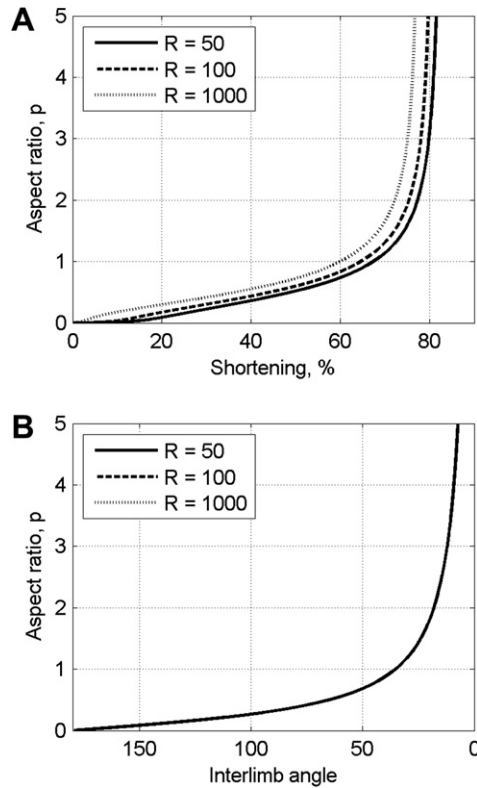 A
5
4
3
2
1
0
Aspect ratio, p
R = 50
R = 100
R = 1000
0 20 40 60 80
Shortening, %
B
5
4
3
2
1
0
Aspect ratio, p
R = 50
R = 100
R = 1000
150 100 50 0
Interlimb angle